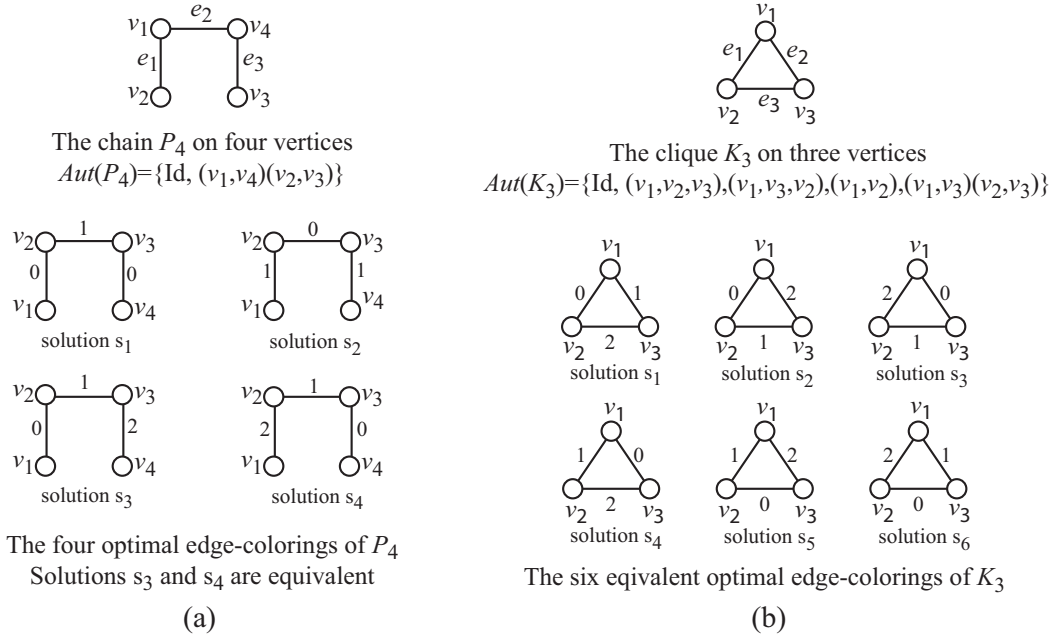 v₁ e₂ v₄
e₁ e₃
v₂ v₃
The chain P₄ on four vertices
Aut(P₄)={Id, (v₁,v₄)(v₂,v₃)}
v₂ 1 v₃
0 0
v₁ v₄
solution s₁
v₂ 0 v₃
1 1
v₁ v₄
solution s₂
v₂ 1 v₃
0 2
v₁ v₄
solution s₃
v₂ 1 v₃
2 0
v₁ v₄
solution s₄
The four optimal edge-colorings of P₄
Solutions s₃ and s₄ are equivalent
(a)
v₁
e₁ e₂
e₃
v₂ v₃
The clique K₃ on three vertices
Aut(K₃)={Id, (v₁,v₂,v₃),(v₁,v₃,v₂),(v₁,v₂),(v₁,v₃)(v₂,v₃)}
v₁
0 1
2
v₂ v₃
solution s₁
v₁
0 2
1
v₂ v₃
solution s₂
v₁
2 0
1
v₂ v₃
solution s₃
v₁
1 0
2
v₂ v₃
solution s₄
v₁
1 2
0
v₂ v₃
solution s₅
v₁
2 1
0
v₂ v₃
solution s₆
The six eqivalent optimal edge-colorings of K₃
(b)